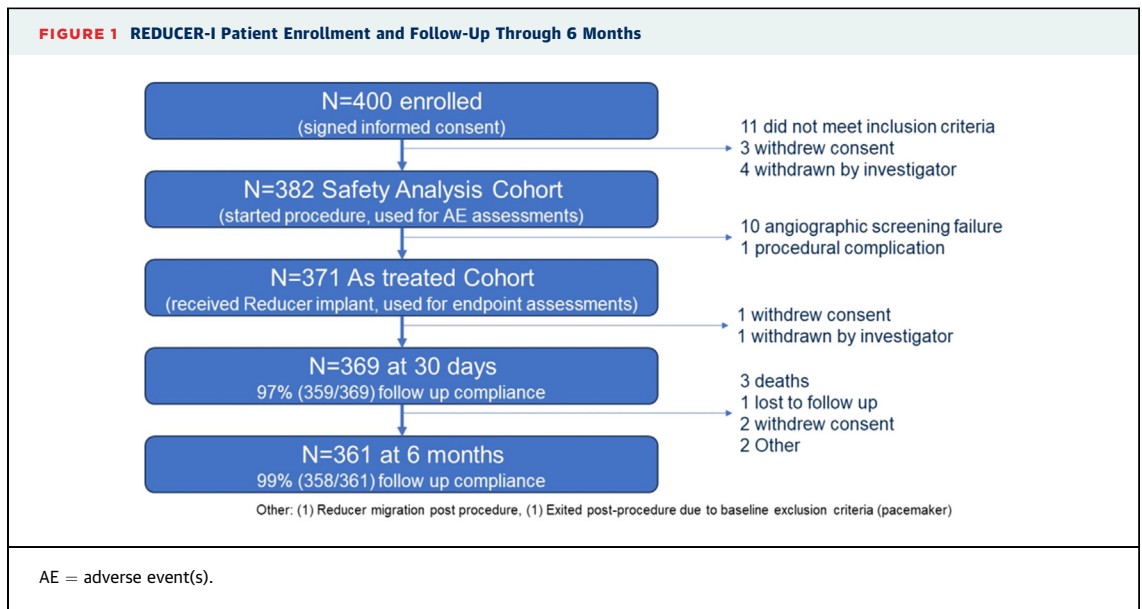 FIGURE 1 REDUCER-I Patient Enrollment and Follow-Up Through 6 Months
N=400 enrolled
(signed informed consent)
11 did not meet inclusion criteria
3 withdrew consent
4 withdrawn by investigator
N=382 Safety Analysis Cohort
(started procedure, used for AE assessments)
10 angiographic screening failure
1 procedural complication
N=371 As treated Cohort
(received Reducer implant, used for endpoint assessments)
1 withdrew consent
1 withdrawn by investigator
N=369 at 30 days
97% (359/369) follow up compliance
3 deaths
1 lost to follow up
2 withdrew consent
2 Other
N=361 at 6 months
99% (358/361) follow up compliance
Other: (1) Reducer migration post procedure, (1) Exited post-procedure due to baseline exclusion criteria (pacemaker)
AE = adverse event(s).